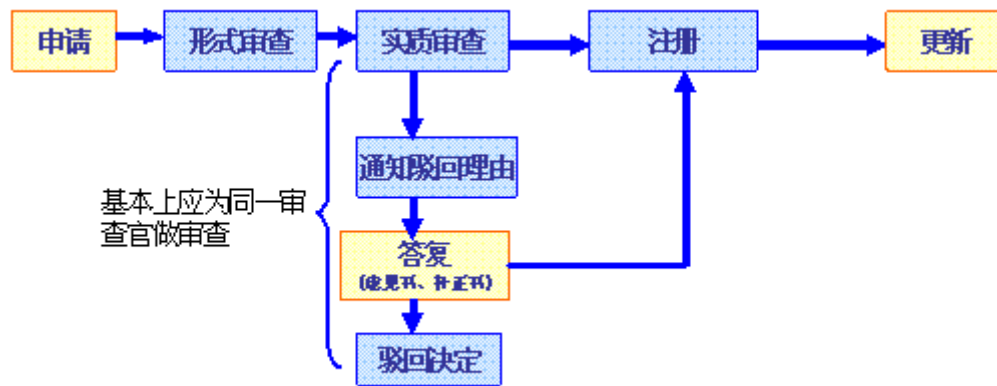 申请
形式审查
实质审查
注册
更新
通知驳回理由
基本上应为同一审
查官做审查
答复
(意见书、补正书)
驳回决定